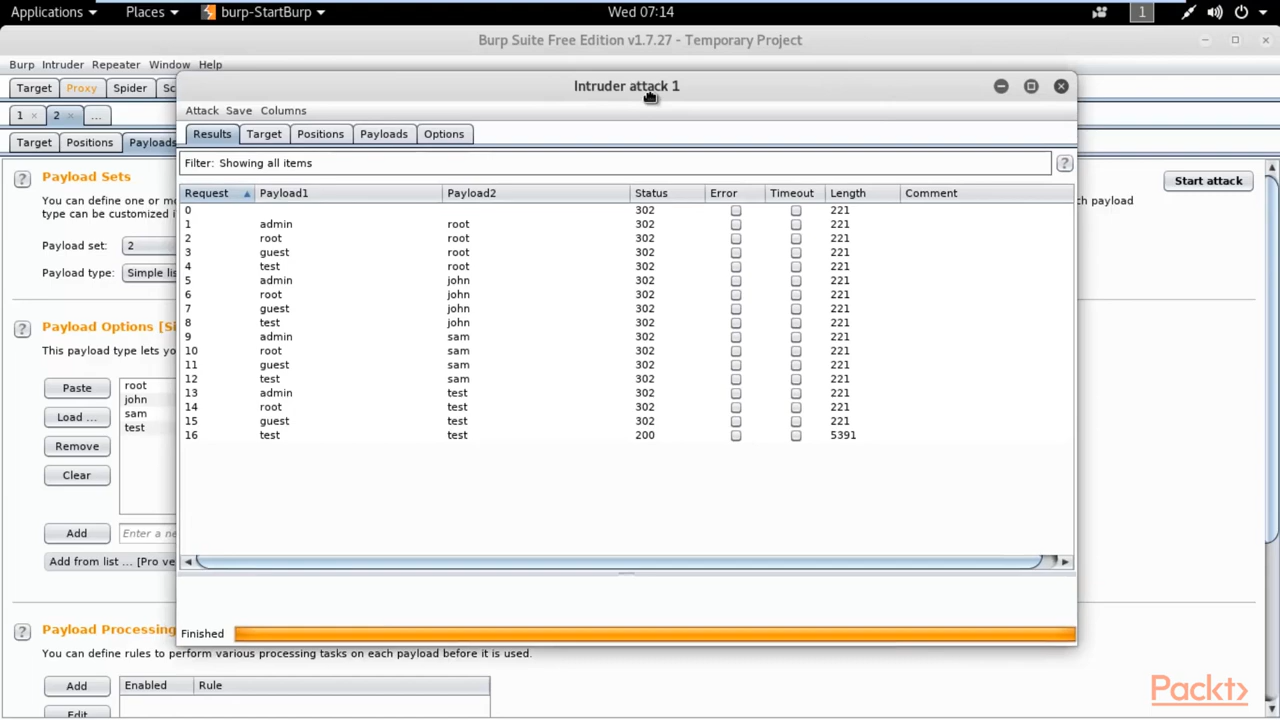 Applications Places burp-StartBurp Wed 07:14 1
Burp Suite Free Edition v1.7.27 - Temporary Project
Burp Intruder Repeater Window Help
Target Proxy Spider
1 × 2 × ...
Target Positions Payloads
? Payload Sets
You can define one or mo
type can be customized i
Payload set: 2
Payload type: Simple lis
? Payload Options [Si
This payload type lets yo
Paste
Load ...
Remove
Clear
root
john
sam
test
Add Enter a ne
Add from list ... [Pro ve
? Payload Processing
You can define rules to perform various processing tasks on each payload before it is used.
Add Enabled Rule
Edit
Start attack
ch payload
Intruder attack 1
Attack Save Columns
Results Target Positions Payloads Options
Filter: Showing all items ?
Request Payload1 Payload2 Status Error Timeout Length Comment
0 302 221
1 admin root 302 221
2 root root 302 221
3 guest root 302 221
4 test root 302 221
5 admin john 302 221
6 root john 302 221
7 guest john 302 221
8 test john 302 221
9 admin sam 302 221
10 root sam 302 221
11 guest sam 302 221
12 test sam 302 221
13 admin test 302 221
14 root test 302 221
15 guest test 302 221
16 test test 200 5391
Finished
Packt>